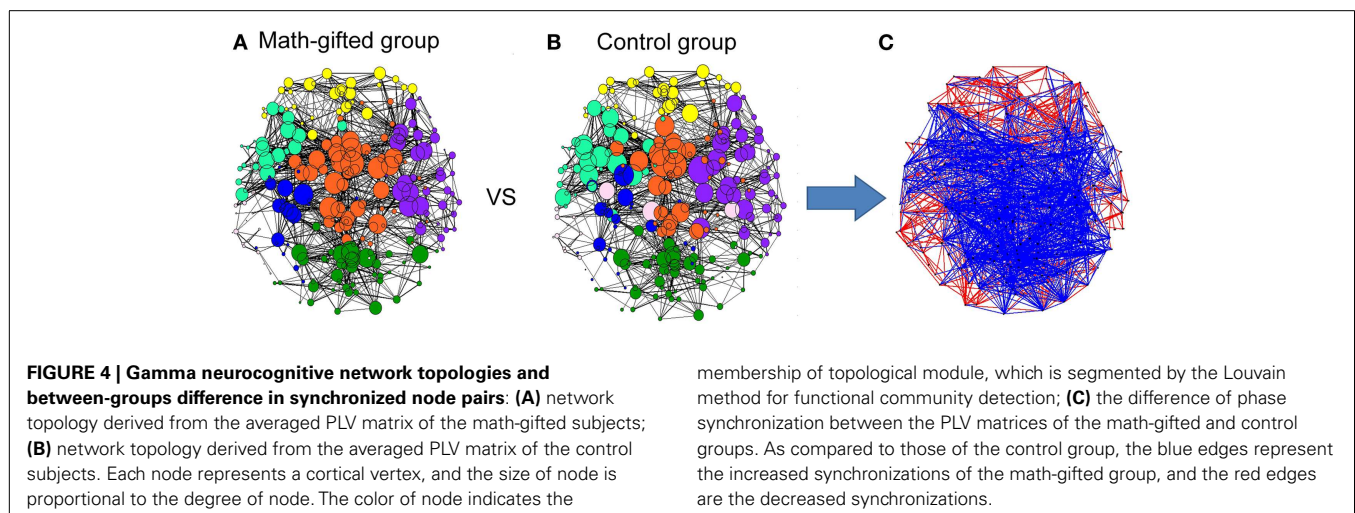 A Math-gifted group
B Control group
C
VS
FIGURE 4 | Gamma neurocognitive network topologies and
between-groups difference in synchronized node pairs: (A) network
topology derived from the averaged PLV matrix of the math-gifted subjects;
(B) network topology derived from the averaged PLV matrix of the control
subjects. Each node represents a cortical vertex, and the size of node is
proportional to the degree of node. The color of node indicates the
membership of topological module, which is segmented by the Louvain
method for functional community detection; (C) the difference of phase
synchronization between the PLV matrices of the math-gifted and control
groups. As compared to those of the control group, the blue edges represent
the increased synchronizations of the math-gifted group, and the red edges
are the decreased synchronizations.